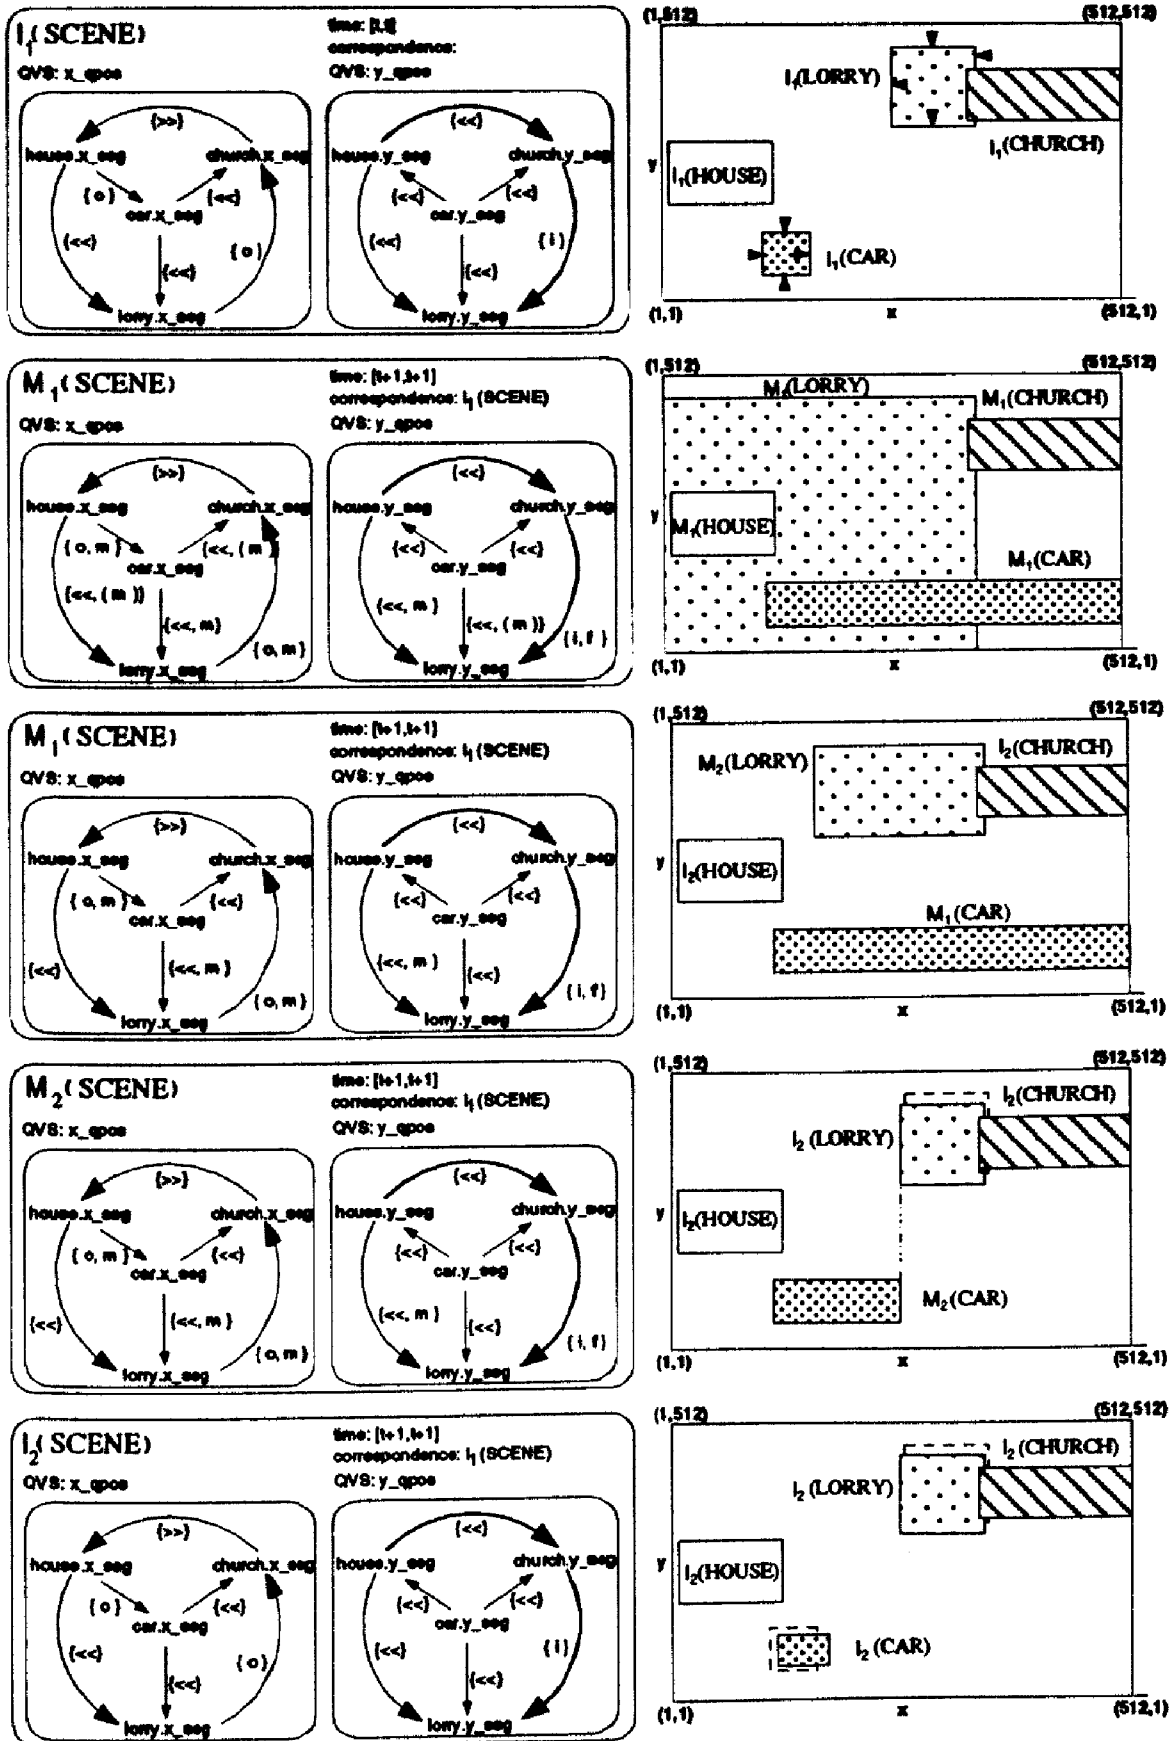 I₁( SCENE)
time: [t,t]
correspondence:
QVS: x_qpos
QVS: y_qpos
{>>}
house.x_seg
church.x_seg
{ o }
{<<}
car.x_seg
{<<}
{<<}
{ o }
lorry.x_seg
{<<}
house.y_seg
church.y_seg
{<<}
{<<}
car.y_seg
{<<}
{<<}
{ i }
lorry.y_seg
(1,512)
(512,512)
I₁(LORRY)
I₁(CHURCH)
y
I₁(HOUSE)
I₁(CAR)
(1,1)
x
(512,1)
M₁( SCENE)
time: [t+1,t+1]
correspondence: I₁ (SCENE)
QVS: x_qpos
QVS: y_qpos
{>>}
house.x_seg
church.x_seg
{ o, m }
{<<, ( m )}
car.x_seg
{<<, ( m )}
{<<, m}
{ o, m }
lorry.x_seg
{<<}
house.y_seg
church.y_seg
{<<}
{<<}
car.y_seg
{<<, m }
{<<, ( m )}
{ i, f }
lorry.y_seg
(1,512)
(512,512)
M₁(LORRY)
M₁(CHURCH)
y
M₁(HOUSE)
M₁(CAR)
(1,1)
x
(512,1)
M₁( SCENE)
time: [t+1,t+1]
correspondence: I₁ (SCENE)
QVS: x_qpos
QVS: y_qpos
{>>}
house.x_seg
church.x_seg
{ o, m }
{<<}
car.x_seg
{<<}
{<<, m }
{ o, m }
lorry.x_seg
{<<}
house.y_seg
church.y_seg
{<<}
{<<}
car.y_seg
{<<, m }
{<<}
{ i, f }
lorry.y_seg
(1,512)
(512,512)
M₂(LORRY)
I₂(CHURCH)
y
I₂(HOUSE)
M₁(CAR)
(1,1)
x
(512,1)
M₂( SCENE)
time: [t+1,t+1]
correspondence: I₁ (SCENE)
QVS: x_qpos
QVS: y_qpos
{>>}
house.x_seg
church.x_seg
{ o, m }
{<<}
car.x_seg
{<<}
{<<, m }
{ o, m }
lorry.x_seg
{<<}
house.y_seg
church.y_seg
{<<}
{<<}
car.y_seg
{<<, m }
{<<}
{ i, f }
lorry.y_seg
(1,512)
(512,512)
I₂(CHURCH)
I₂ (LORRY)
y
I₂(HOUSE)
M₂(CAR)
(1,1)
x
(512,1)
I₂( SCENE)
time: [t+1,t+1]
correspondence: I₁ (SCENE)
QVS: x_qpos
QVS: y_qpos
{>>}
house.x_seg
church.x_seg
{ o }
{<<}
car.x_seg
{<<}
{<<}
{ o }
lorry.x_seg
{<<}
house.y_seg
church.y_seg
{<<}
{<<}
car.y_seg
{<<}
{<<}
{ i }
lorry.y_seg
(1,512)
(512,512)
I₂ (CHURCH)
I₂ (LORRY)
y
I₂(HOUSE)
I₂ (CAR)
(1,1)
x
(512,1)